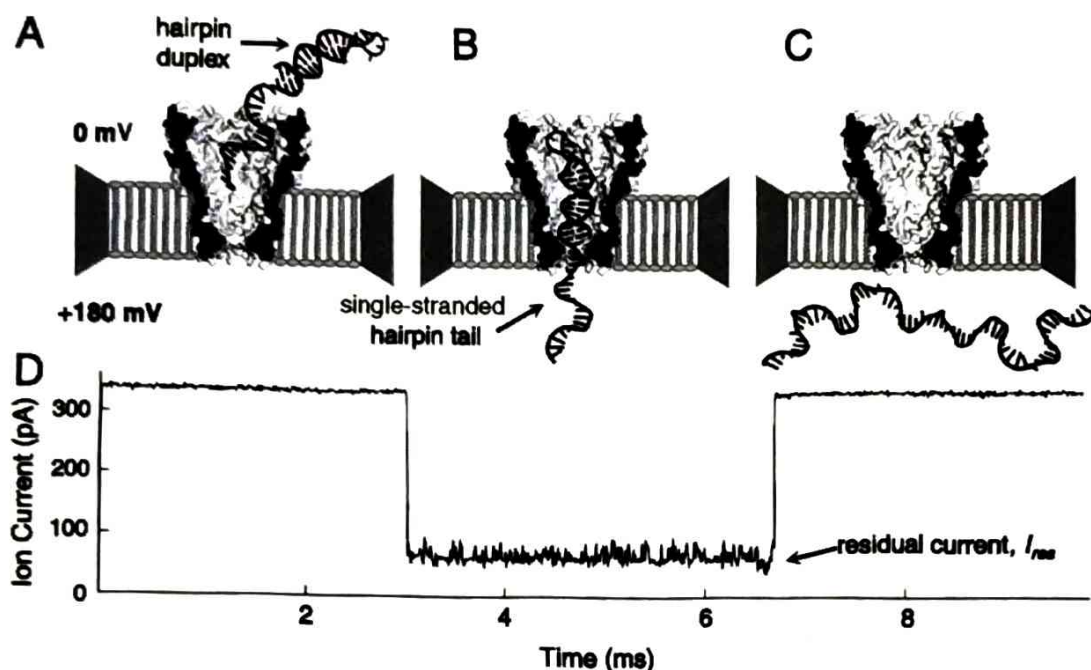 A
hairpin
duplex
B
C
0 mV
+180 mV
single-stranded
hairpin tail
D
Ion Current (pA)
300
200
100
0
residual current, Ires
2
4
6
8
Time (ms)